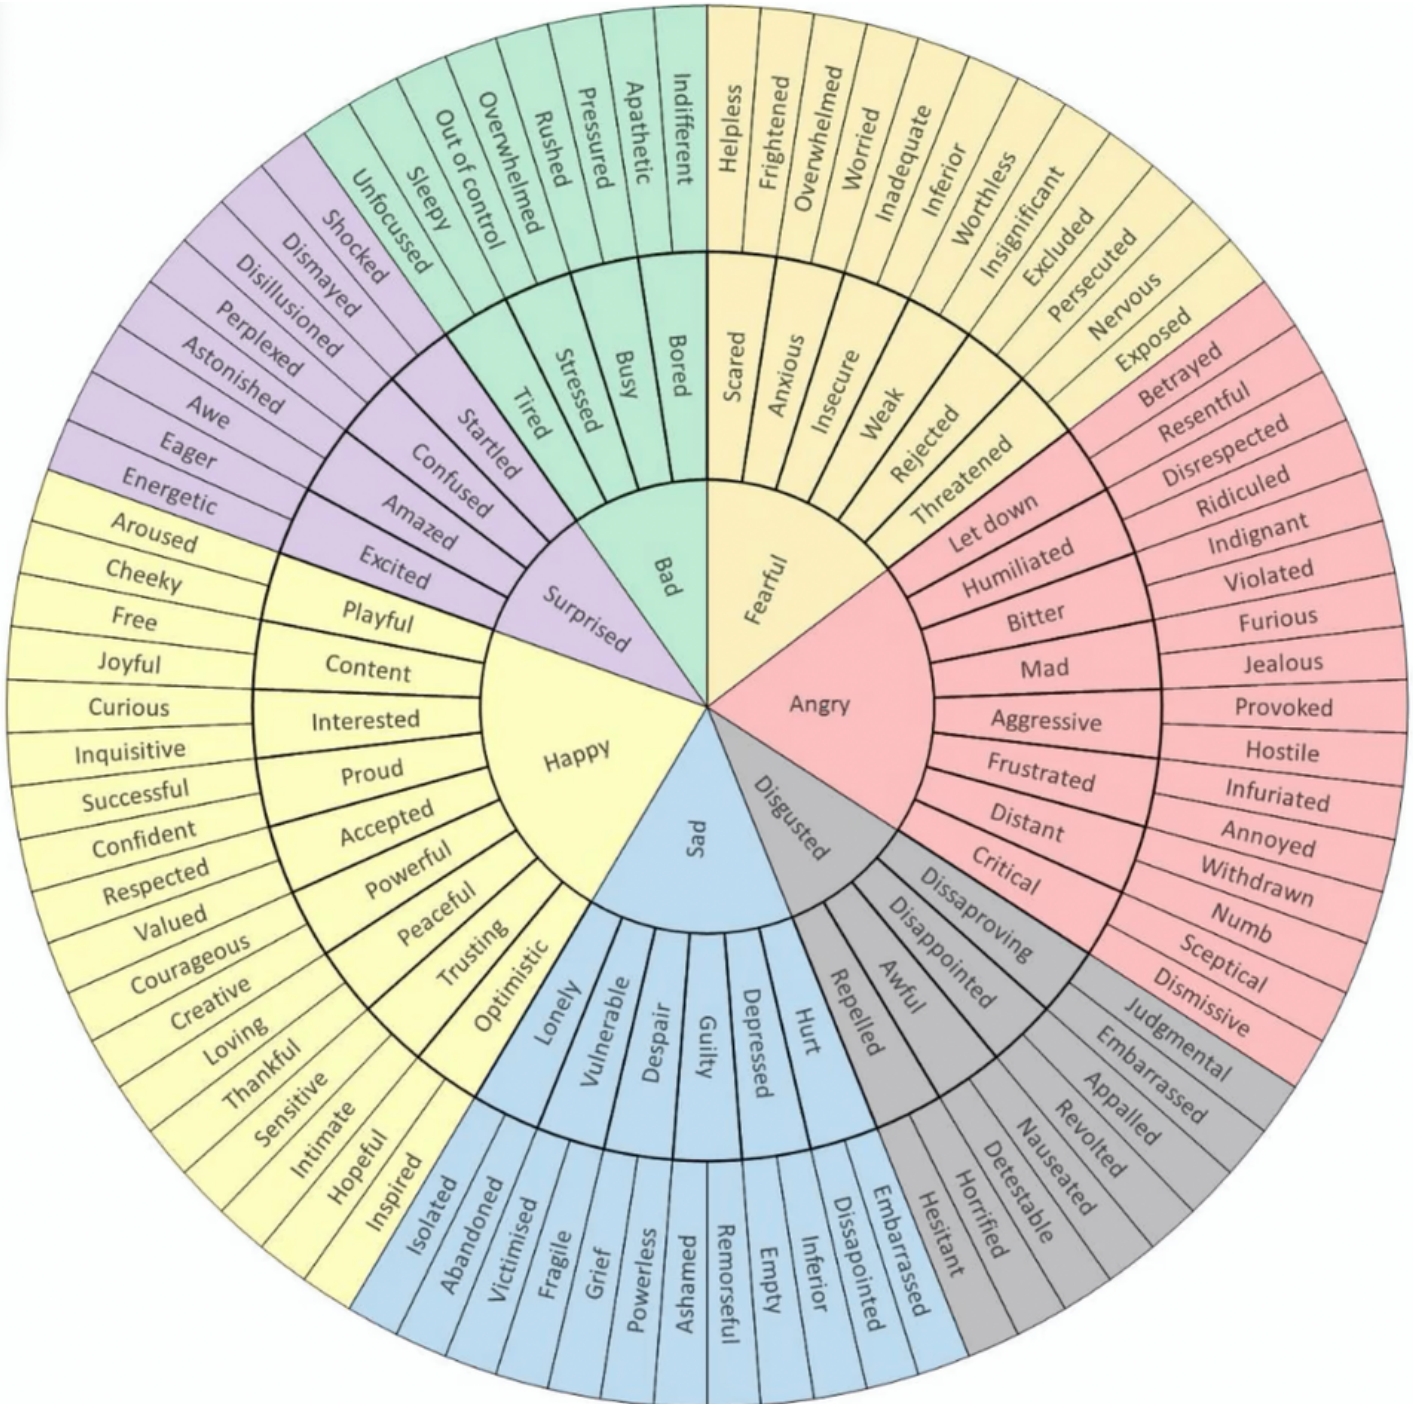 Fearful
Scared
Helpless
Frightened
Anxious
Overwhelmed
Worried
Insecure
Inadequate
Inferior
Weak
Worthless
Insignificant
Rejected
Excluded
Persecuted
Threatened
Nervous
Exposed
Angry
Let down
Betrayed
Resentful
Humiliated
Disrespected
Ridiculed
Bitter
Indignant
Violated
Mad
Furious
Jealous
Aggressive
Provoked
Hostile
Frustrated
Infuriated
Annoyed
Distant
Withdrawn
Numb
Critical
Sceptical
Dismissive
Disgusted
Dissaproving
Judgmental
Embarrassed
Disappointed
Appalled
Revolted
Awful
Nauseated
Detestable
Repelled
Horrified
Hesitant
Sad
Hurt
Embarrassed
Dissapointed
Depressed
Inferior
Empty
Guilty
Remorseful
Ashamed
Despair
Powerless
Grief
Vulnerable
Fragile
Victimised
Lonely
Abandoned
Isolated
Happy
Optimistic
Inspired
Hopeful
Trusting
Intimate
Sensitive
Peaceful
Thankful
Loving
Powerful
Creative
Courageous
Accepted
Valued
Respected
Proud
Confident
Successful
Interested
Inquisitive
Curious
Content
Joyful
Free
Playful
Cheeky
Aroused
Surprised
Excited
Energetic
Eager
Amazed
Awe
Astonished
Confused
Perplexed
Disillusioned
Startled
Dismayed
Shocked
Bad
Tired
Unfocussed
Sleepy
Stressed
Out of control
Overwhelmed
Busy
Rushed
Pressured
Bored
Apathetic
Indifferent